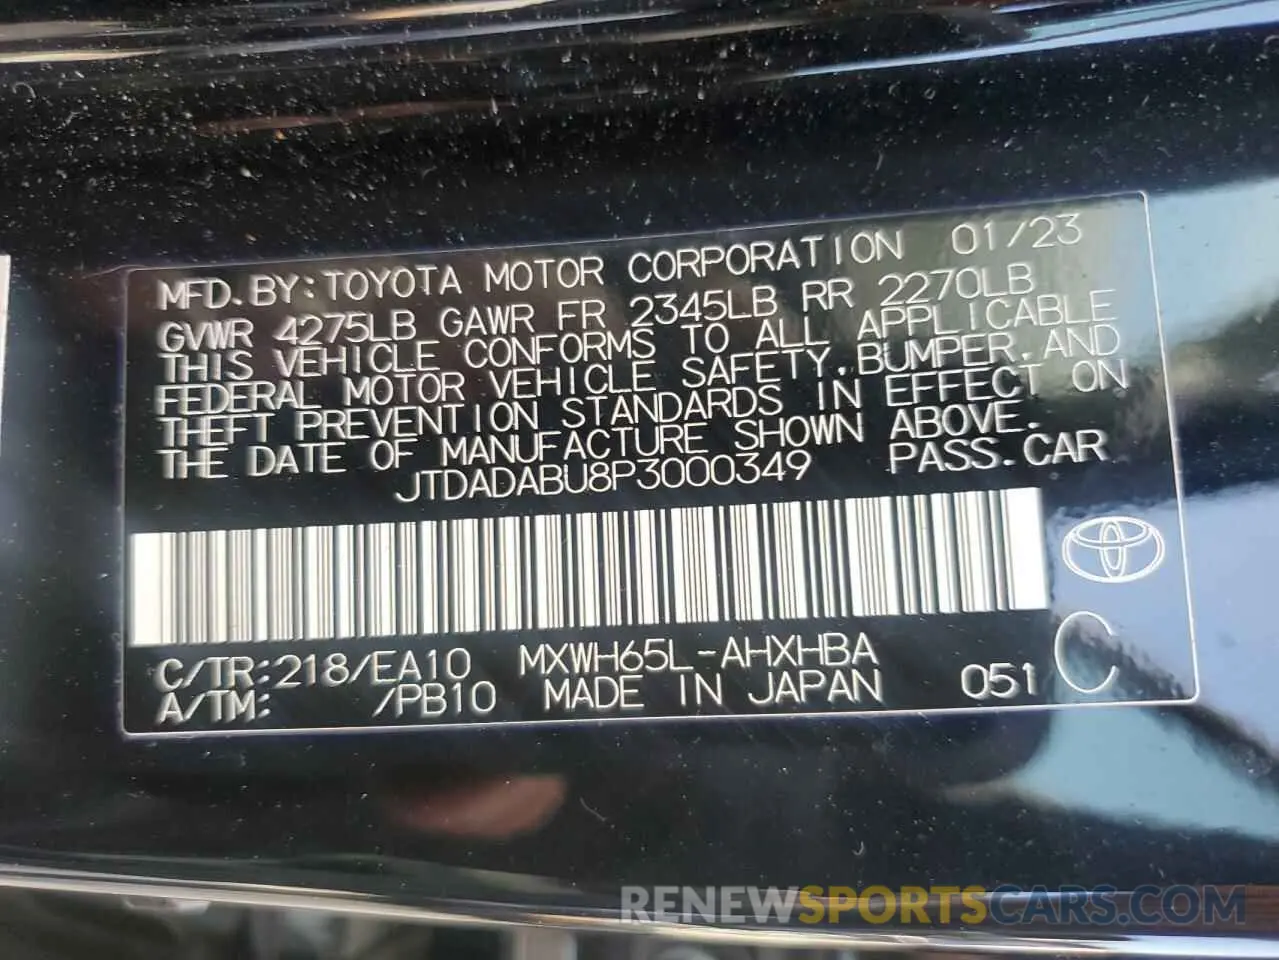 MFD.BY:TOYOTA MOTOR CORPORATION 01/23
GVWR 4275LB GAWR FR 2345LB RR 2270LB
THIS VEHICLE CONFORMS TO ALL APPLICABLE
FEDERAL MOTOR VEHICLE SAFETY,BUMPER,AND
THEFT PREVENTION STANDARDS IN EFFECT ON
THE DATE OF MANUFACTURE SHOWN ABOVE.
JTDADABU8P3000349 PASS.CAR
C/TR:218/EA10 MXWH65L-AHXHBA
A/TM: /PB10 MADE IN JAPAN 051 C
RENEWSPORTSCARS.COM